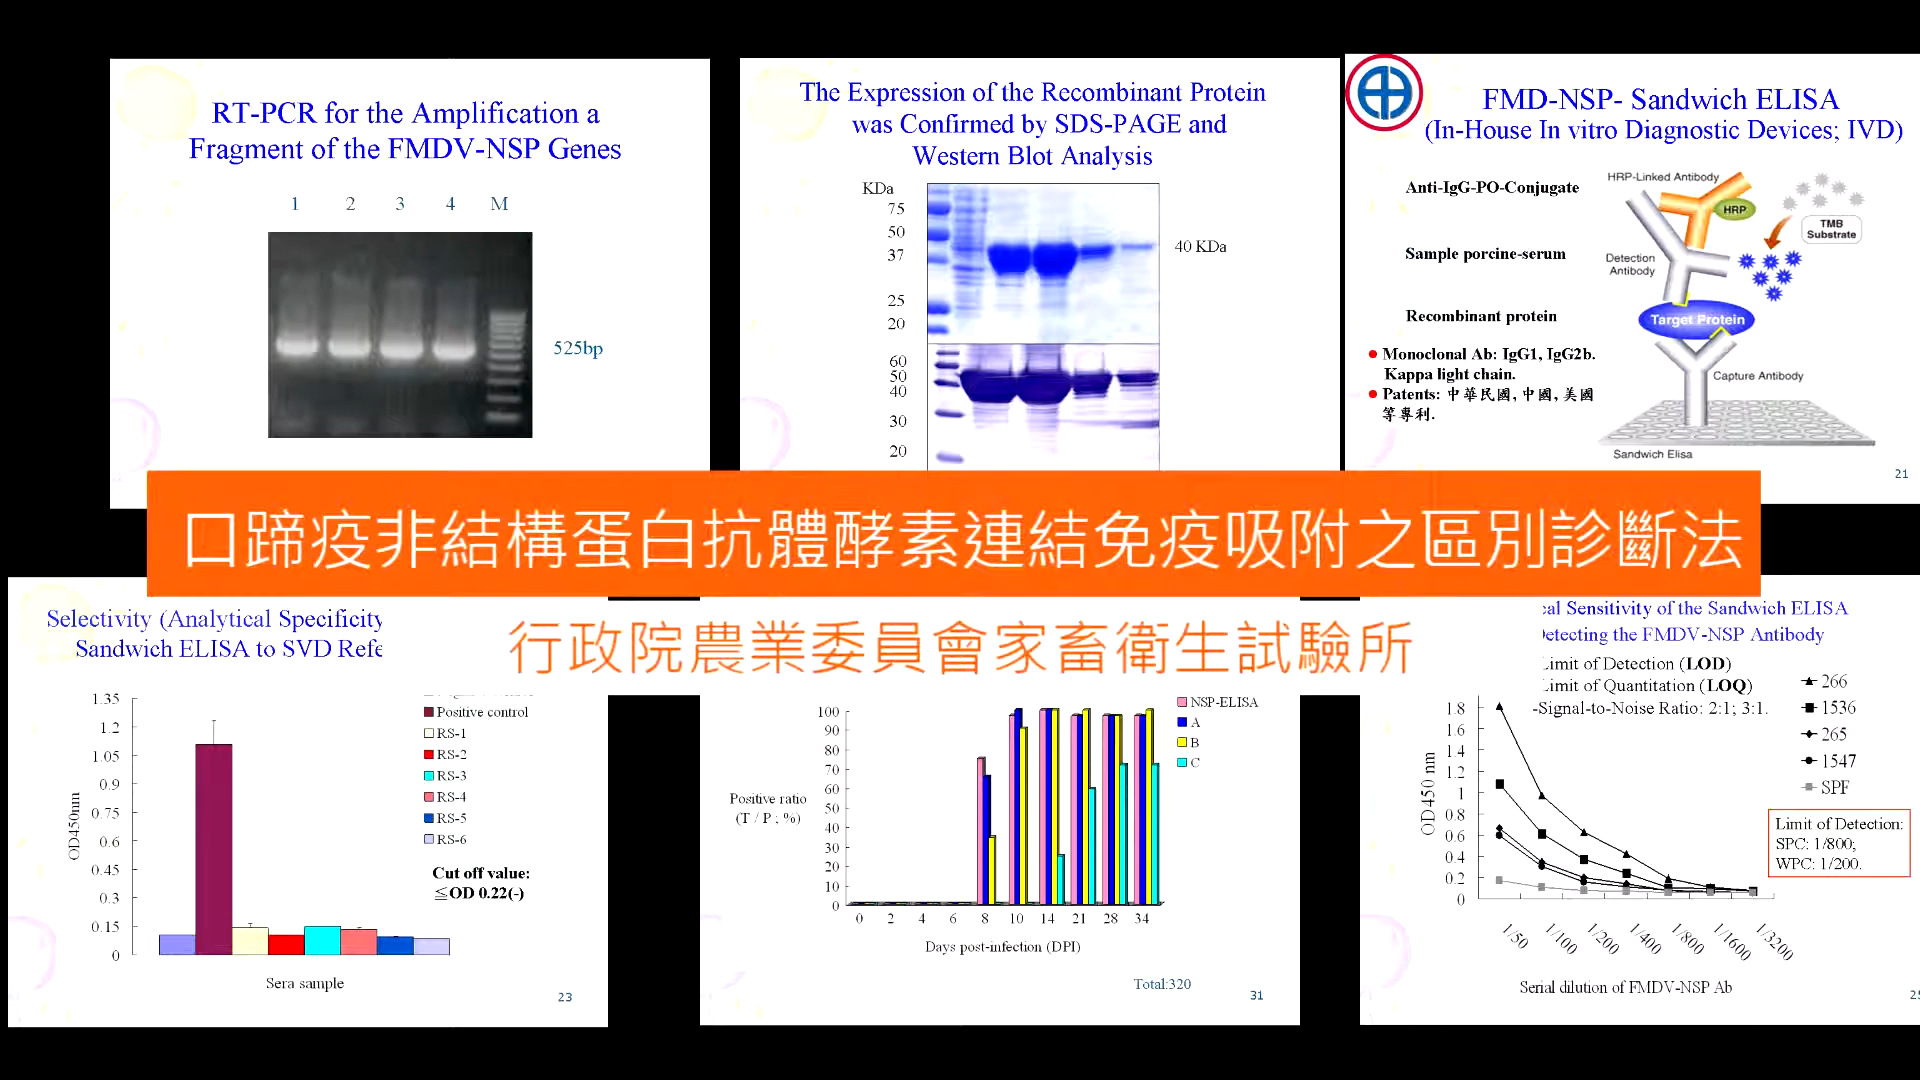 RT-PCR for the Amplification a
Fragment of the FMDV-NSP Genes
1 2 3 4 M
525bp
The Expression of the Recombinant Protein
was Confirmed by SDS-PAGE and
Western Blot Analysis
KDa
75
50
37
25
20
40 KDa
60
50
40
30
20
FMD-NSP- Sandwich ELISA
(In-House In vitro Diagnostic Devices; IVD)
Anti-IgG-PO-Conjugate
Sample porcine-serum
Recombinant protein
• Monoclonal Ab: IgG1, IgG2b.
Kappa light chain.
• Patents: 中華民國, 中國, 美國
等專利.
HRP-Linked Antibody
HRP
TMB
Substrate
Detection
Antibody
Target Protein
Capture Antibody
Sandwich Elisa
21
口蹄疫非結構蛋白抗體酵素連結免疫吸附之區別診斷法
行政院農業委員會家畜衛生試驗所
Selectivity (Analytical Specificity
Sandwich ELISA to SVD Refe
1.35
1.2
1.05
0.9
0.75
0.6
0.45
0.3
0.15
0
OD450nm
Positive control
RS-1
RS-2
RS-3
RS-4
RS-5
RS-6
Cut off value:
≦OD 0.22(-)
Sera sample
23
100
90
80
70
60
50
40
30
20
10
0
Positive ratio
(T / P ; %)
NSP-ELISA
A
B
C
0 2 4 6 8 10 14 21 28 34
Days post-infection (DPI)
Total:320
31
cal Sensitivity of the Sandwich ELISA
Detecting the FMDV-NSP Antibody
Limit of Detection (LOD)
Limit of Quantitation (LOQ)
-Signal-to-Noise Ratio: 2:1; 3:1.
266
1536
265
1547
SPF
1.8
1.6
1.4
1.2
1
0.8
0.6
0.4
0.2
0
OD450 nm
Limit of Detection:
SPC: 1/800;
WPC: 1/200.
1/50 1/100 1/200 1/400 1/800 1/1600 1/3200
Serial dilution of FMDV-NSP Ab